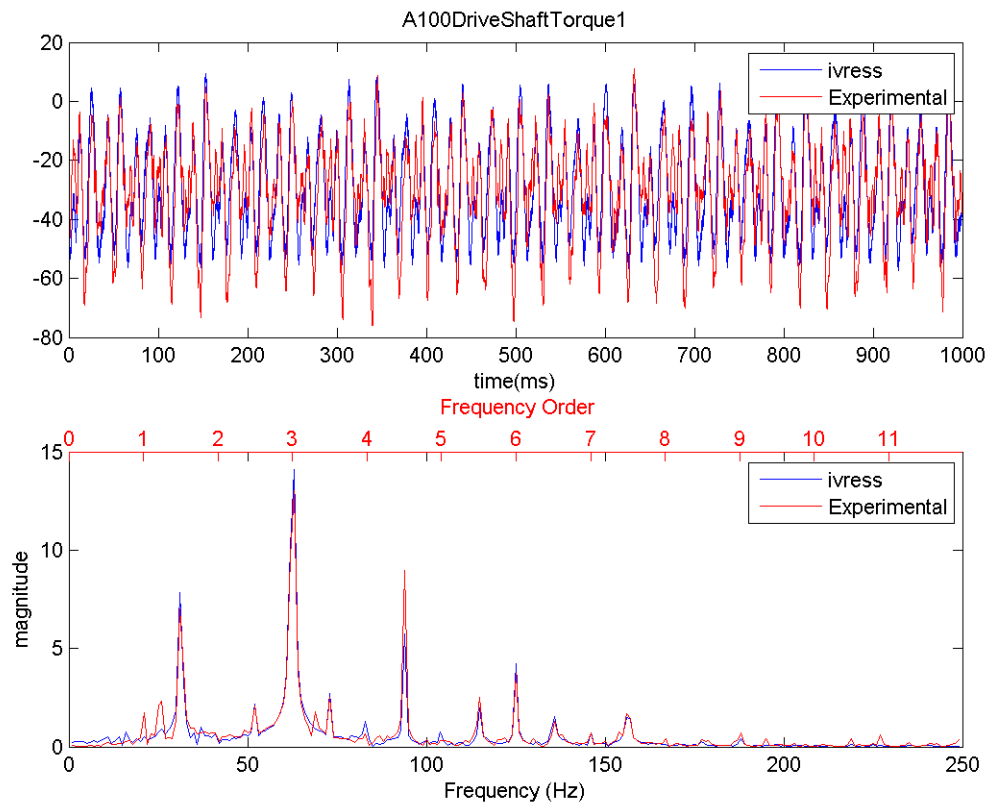 A100DriveShaftTorque1
20
0
-20
-40
-60
-80
ivress
Experimental
0 100 200 300 400 500 600 700 800 900 1000
time(ms)
Frequency Order
0 1 2 3 4 5 6 7 8 9 10 11
15
10
5
0
magnitude
ivress
Experimental
0 50 100 150 200 250
Frequency (Hz)